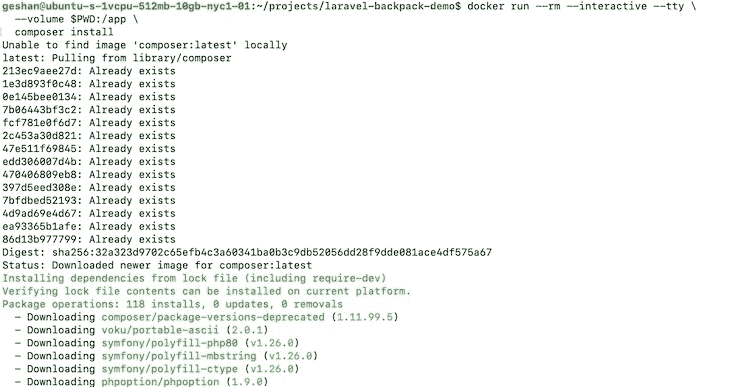 geshan@ubuntu-s-1vcpu-512mb-10gb-nyc1-01:~/projects/laravel-backpack-demo$ docker run --rm --interactive --tty \
--volume $PWD:/app \
composer install
Unable to find image 'composer:latest' locally
latest: Pulling from library/composer
213ec9aee27d: Already exists
1e3d893f0c48: Already exists
0e145bee0134: Already exists
7b06443bf3c2: Already exists
fcf781e0f6d7: Already exists
2c453a30d821: Already exists
47e511f69845: Already exists
edd306007d4b: Already exists
470406809eb8: Already exists
397d5eed308e: Already exists
7bfdbed52193: Already exists
4d9ad69e4d67: Already exists
ea93365b1afe: Already exists
86d13b977799: Already exists
Digest: sha256:32a323d9702c65efb4c3a60341ba0b3c9db52056dd28f9dde081ace4df575a67
Status: Downloaded newer image for composer:latest
Installing dependencies from lock file (including require-dev)
Verifying lock file contents can be installed on current platform.
Package operations: 118 installs, 0 updates, 0 removals
- Downloading composer/package-versions-deprecated (1.11.99.5)
- Downloading voku/portable-ascii (2.0.1)
- Downloading symfony/polyfill-php80 (v1.26.0)
- Downloading symfony/polyfill-mbstring (v1.26.0)
- Downloading symfony/polyfill-ctype (v1.26.0)
- Downloading phpoption/phpoption (1.9.0)